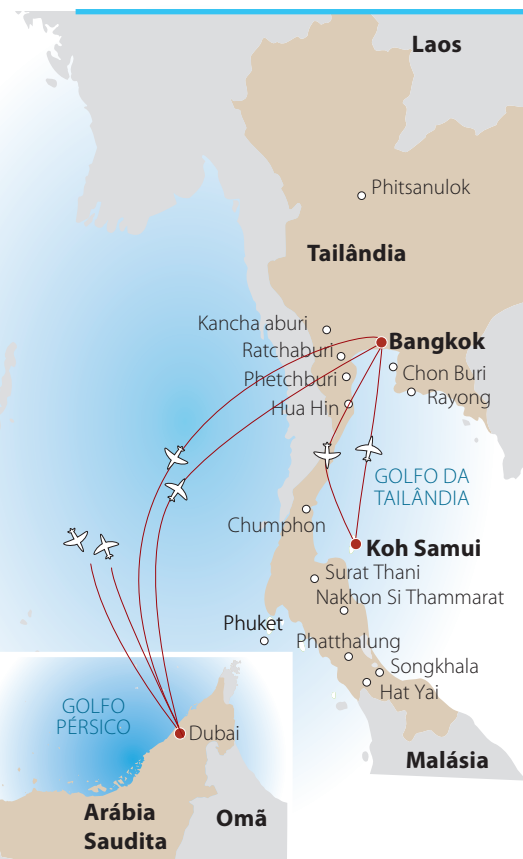 Laos
Phitsanulok
Tailândia
Kancha aburi
Bangkok
Ratchaburi
Chon Buri
Phetchburi
Rayong
Hua Hin
GOLFO DA
TAILÂNDIA
Chumphon
Koh Samui
Surat Thani
Nakhon Si Thammarat
Phuket
Phatthalung
Songkhala
Hat Yai
GOLFO
PÉRSICO
Dubai
Malásia
Arábia
Saudita
Omã